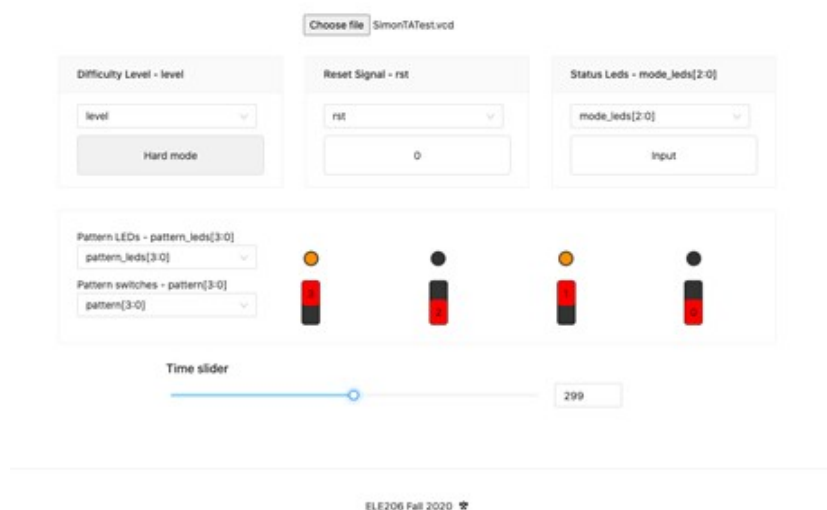 Choose file SimonTATest.vcd
Difficulty Level - level
Reset Signal - rst
Status Leds - mode_leds[2:0]
level
rst
mode_leds[2:0]
Hard mode
0
Input
Pattern LEDs - pattern_leds[3:0]
pattern_leds[3:0]
Pattern switches - pattern[3:0]
pattern[3:0]
3
2
1
0
Time slider
299
ELE206 Fall 2020